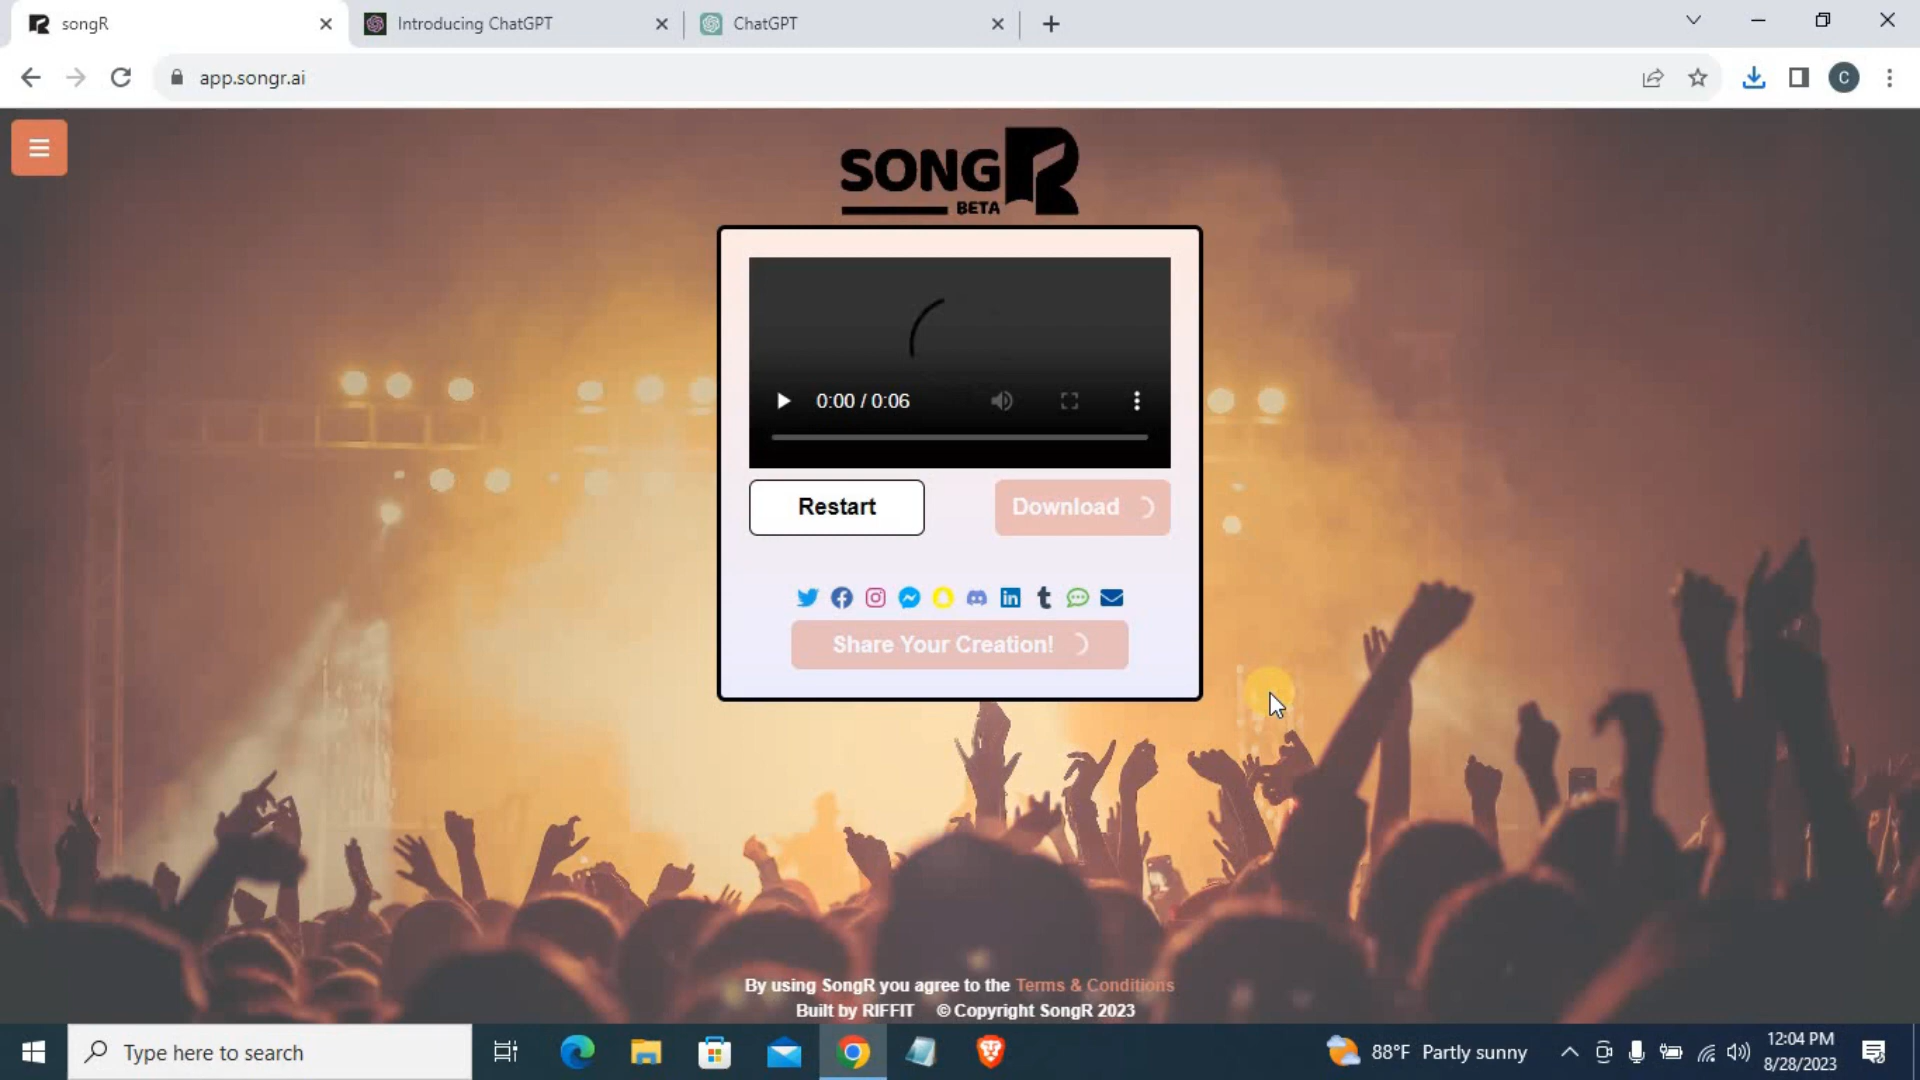 songR
Introducing ChatGPT
ChatGPT
app.songr.ai
C
SONGR
BETA
0:00 / 0:06
Restart
Download
Share Your Creation!
By using SongR you agree to the Terms & Conditions
Built by RIFFIT © Copyright SongR 2023
Type here to search
88°F Partly sunny
12:04 PM
8/28/2023